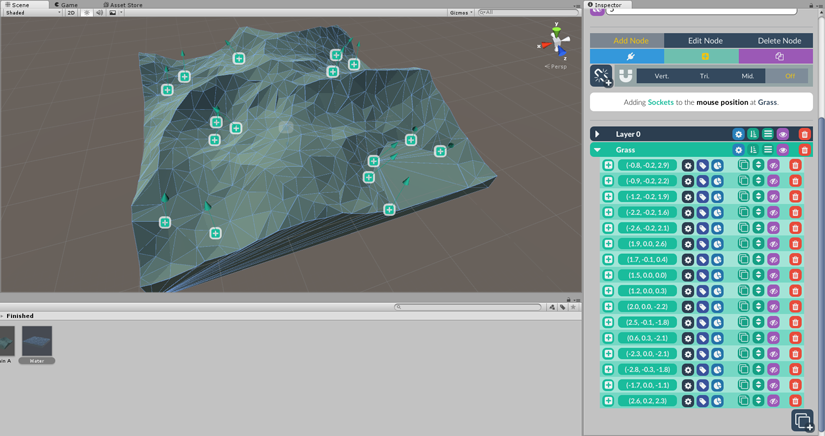 Scene
Game
Asset Store
Shaded
2D
Gizmos
All
y
x
z
Persp
Finished
in A
Water
Inspector
Add Node
Edit Node
Delete Node
Vert.
Tri.
Mid.
Off
Adding Sockets to the mouse position at Grass.
Layer 0
Grass
(-0.8, -0.2, 2.9)
(-0.9, -0.2, 2.2)
(-1.2, -0.2, 1.9)
(-2.2, -0.2, 1.6)
(-2.6, -0.2, 2.1)
(1.9, 0.0, 2.6)
(1.7, -0.1, 0.4)
(1.5, 0.0, 0.0)
(1.2, 0.0, 0.3)
(2.0, 0.0, -2.2)
(2.5, -0.1, -1.8)
(0.6, 0.3, -2.1)
(-2.3, 0.0, -2.1)
(-2.8, -0.3, -1.8)
(-1.7, 0.0, -1.1)
(2.6, 0.2, 2.3)